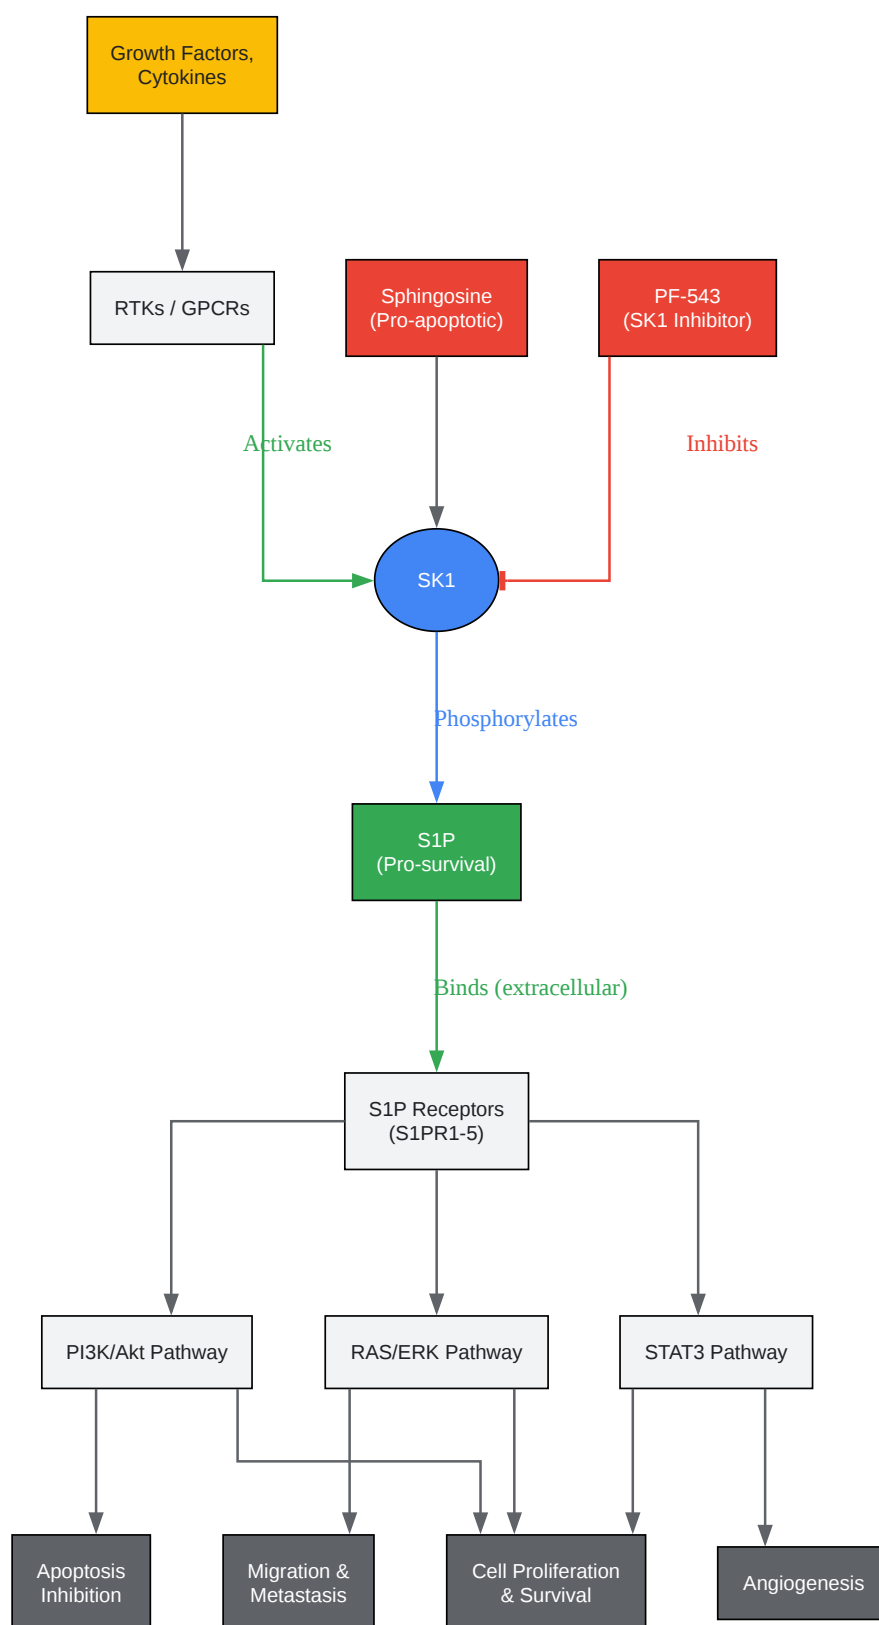 Growth Factors,
Cytokines
RTKs / GPCRs
Sphingosine
(Pro-apoptotic)
PF-543
(SK1 Inhibitor)
Activates
Inhibits
SK1
Phosphorylates
S1P
(Pro-survival)
Binds (extracellular)
S1P Receptors
(S1PR1-5)
PI3K/Akt Pathway
RAS/ERK Pathway
STAT3 Pathway
Apoptosis
Inhibition
Migration &
Metastasis
Cell Proliferation
& Survival
Angiogenesis